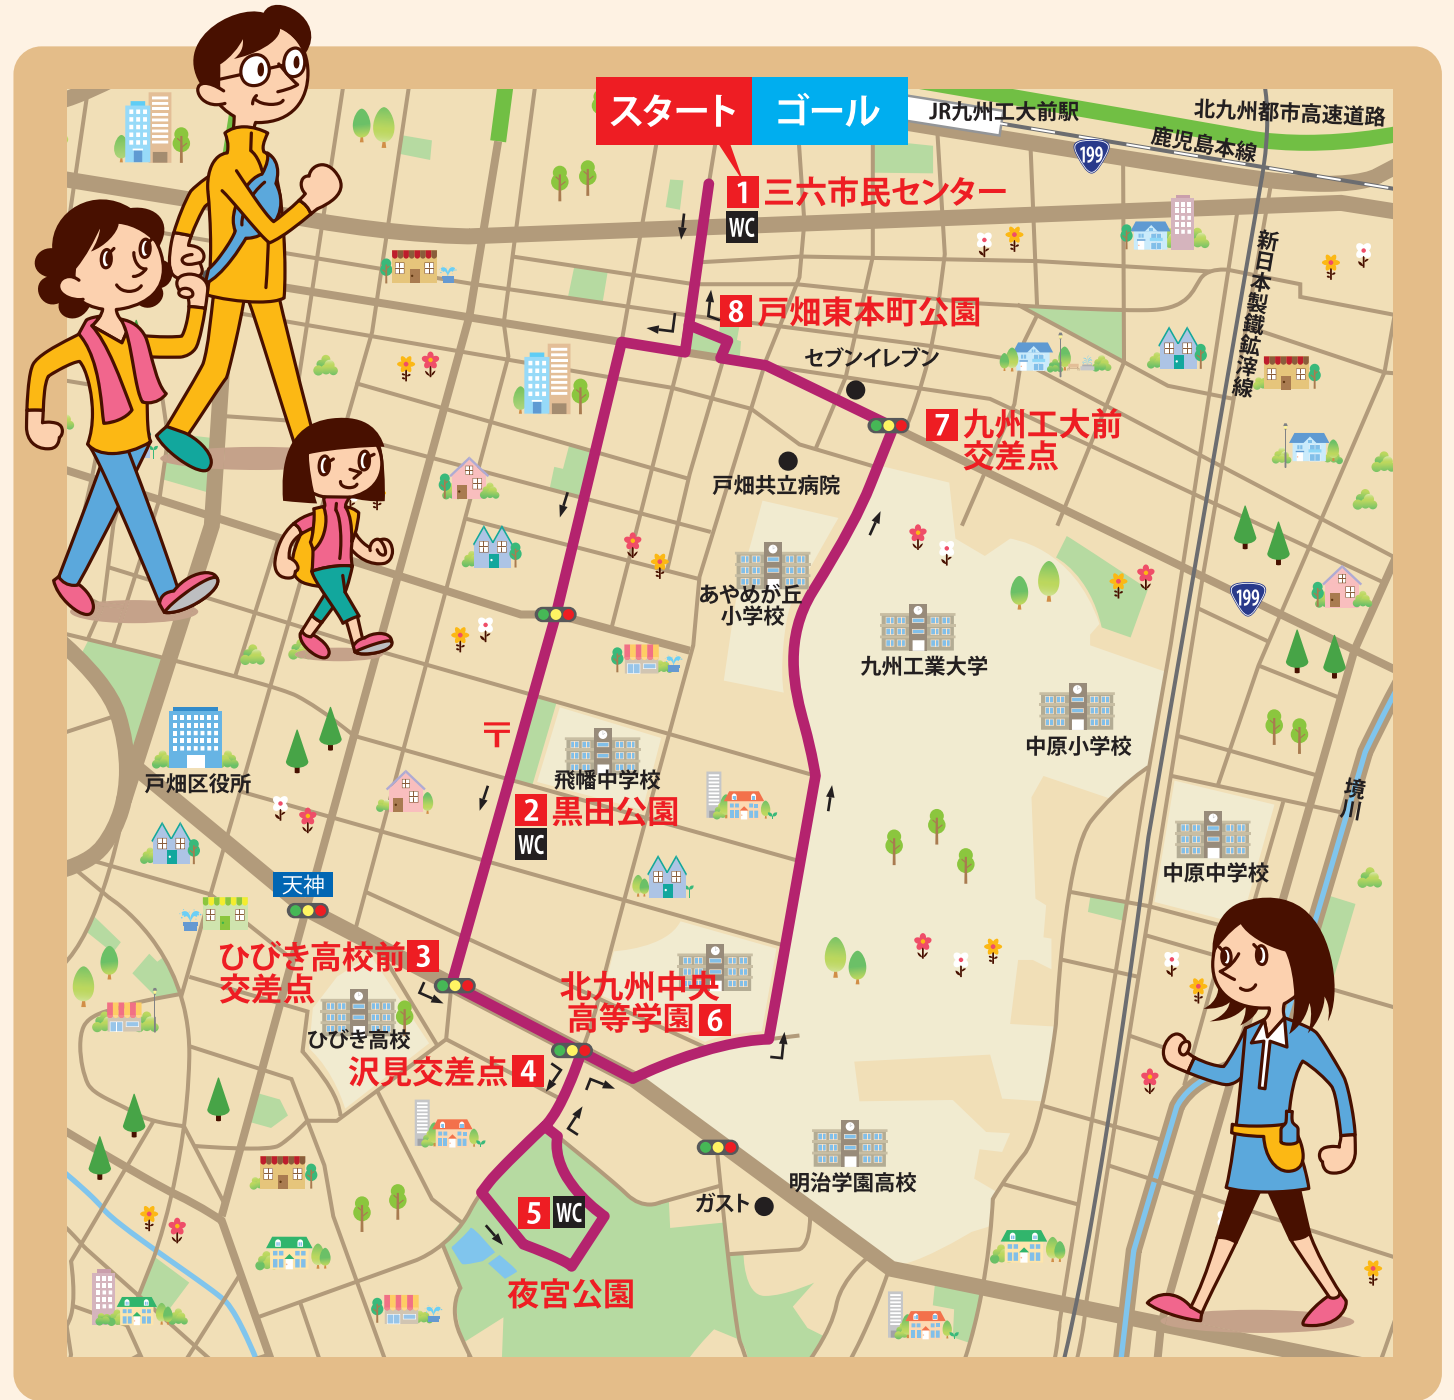 スタート
ゴール
JR九州工大前駅
北九州都市高速道路
鹿児島本線
199
1 三六市民センター
WC
新日本製鐵鉱滓線
8 戸畑東本町公園
セブンイレブン
7 九州工大前
交差点
戸畑共立病院
あやめが丘
小学校
199
九州工業大学
〒
中原小学校
飛幡中学校
戸畑区役所
境川
2 黒田公園
WC
中原中学校
天神
ひびき高校前 3
交差点
北九州中央
高等学園 6
ひびき高校
沢見交差点 4
明治学園高校
ガスト
5 WC
夜宮公園